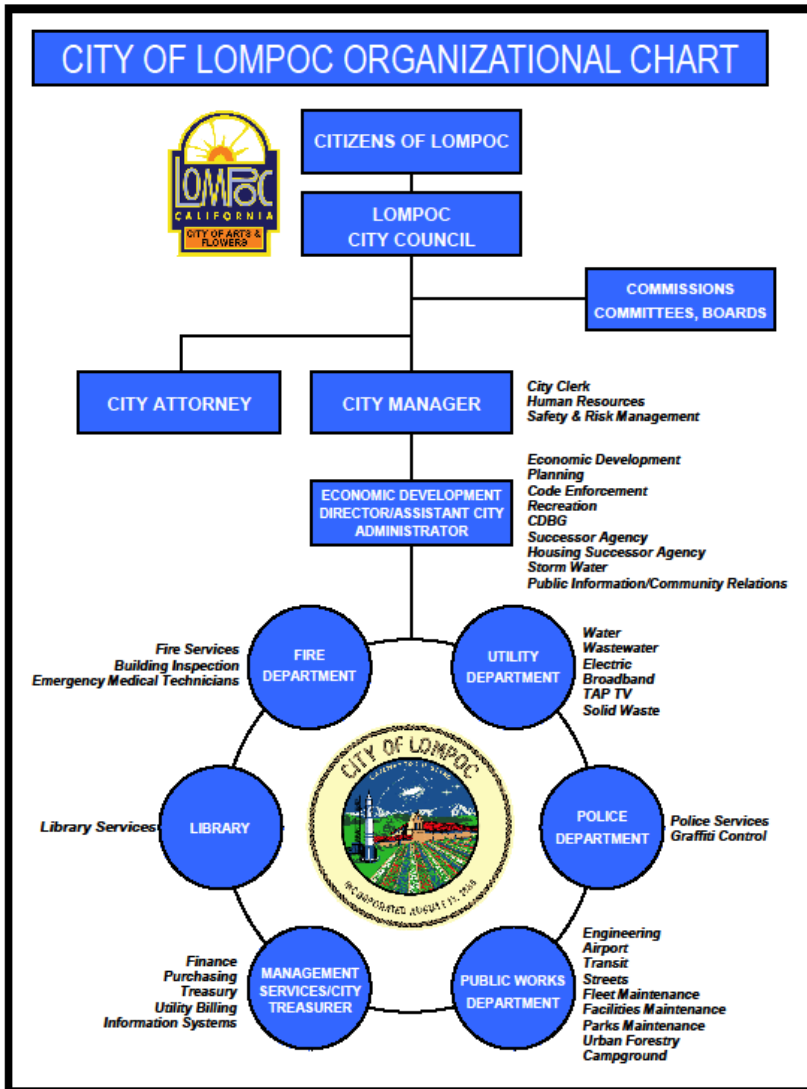 CITY OF LOMPOC ORGANIZATIONAL CHART
LOMPOC
CALIFORNIA
CITY OF ARTS &
FLOWERS
CITIZENS OF LOMPOC
LOMPOC
CITY COUNCIL
COMMISSIONS
COMMITTEES, BOARDS
CITY ATTORNEY
CITY MANAGER
City Clerk
Human Resources
Safety & Risk Management
ECONOMIC DEVELOPMENT
DIRECTOR/ASSISTANT CITY
ADMINISTRATOR
Economic Development
Planning
Code Enforcement
Recreation
CDBG
Successor Agency
Housing Successor Agency
Storm Water
Public Information/Community Relations
Fire Services
Building Inspection
Emergency Medical Technicians
FIRE
DEPARTMENT
UTILITY
DEPARTMENT
Water
Wastewater
Electric
Broadband
TAP TV
Solid Waste
Library Services
LIBRARY
CITY OF LOMPOC
INCORPORATED AUGUST 13, 1888
POLICE
DEPARTMENT
Police Services
Graffiti Control
Finance
Purchasing
Treasury
Utility Billing
Information Systems
MANAGEMENT
SERVICES/CITY
TREASURER
PUBLIC WORKS
DEPARTMENT
Engineering
Airport
Transit
Streets
Fleet Maintenance
Facilities Maintenance
Parks Maintenance
Urban Forestry
Campground